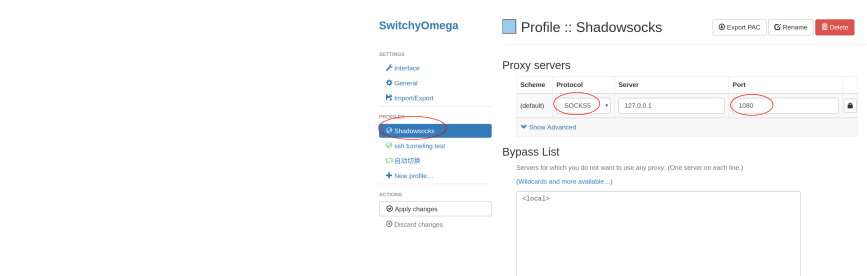 SwitchyOmega
SETTINGS
Interface
General
Import/Export
PROFILES
Shadowsocks
ssh tunneling test
自动切换
New profile…
ACTIONS
Apply changes
Discard changes
Profile :: Shadowsocks
Export PAC
Rename
Delete
Proxy servers
Scheme Protocol Server Port
(default) SOCKS5 127.0.0.1 1080
Show Advanced
Bypass List
Servers for which you do not want to use any proxy: (One server on each line.)
(Wildcards and more available…)
<local>